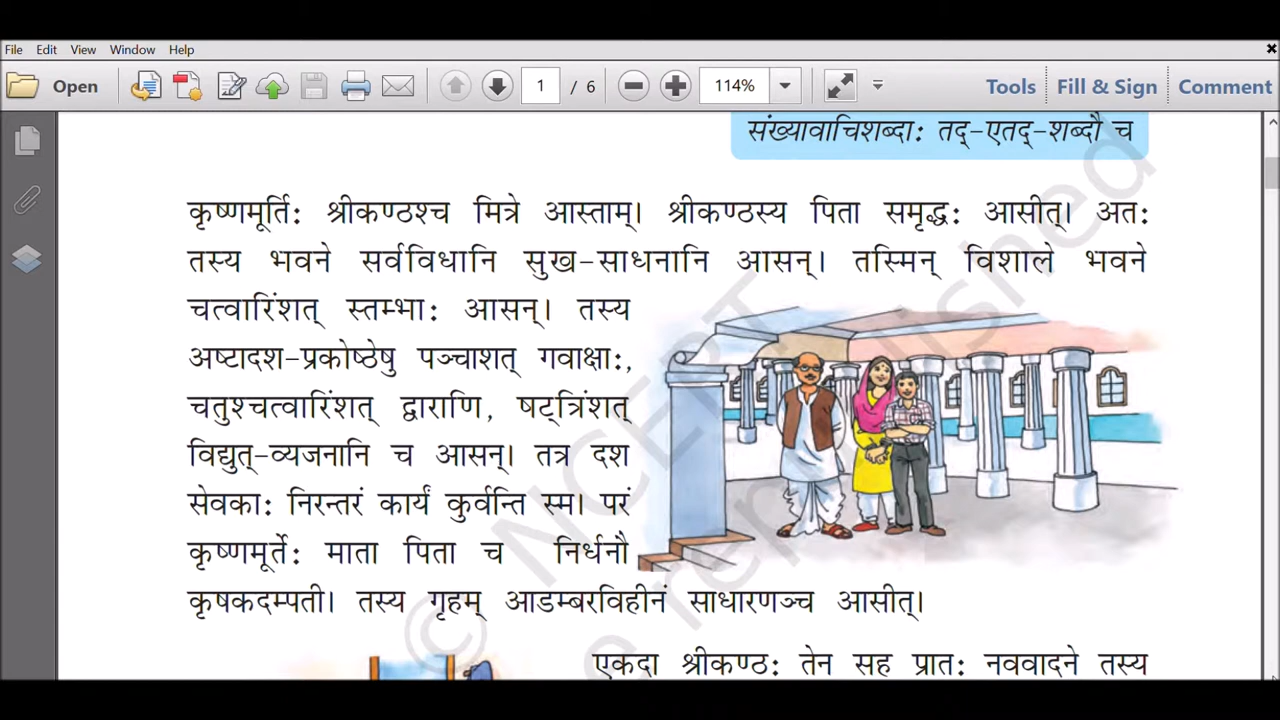 File Edit View Window Help
Open 1 / 6 114% Tools Fill & Sign Comment
संख्यावाचिशब्दा: तद्-एतद्-शब्दौ च
कृष्णमूर्ति: श्रीकण्ठश्च मित्रे आस्ताम्। श्रीकण्ठस्य पिता समृद्ध: आसीत्। अत:
तस्य भवने सर्वविधानि सुख-साधनानि आसन्। तस्मिन् विशाले भवने
चत्वारिंशत् स्तम्भा: आसन्। तस्य
अष्टादश-प्रकोष्ठेषु पञ्चाशत् गवाक्षा:,
चतुश्चत्वारिंशत् द्वाराणि, षट्त्रिंशत्
विद्युत्-व्यजनानि च आसन्। तत्र दश
सेवका: निरन्तरं कार्यं कुर्वन्ति स्म। परं
कृष्णमूर्ते: माता पिता च निर्धनौ
कृषकदम्पती। तस्य गृहम् आडम्बरविहीनं साधारणञ्च आसीत्।
एकदा श्रीकण्ठ: तेन सह प्रात: नववादने तस्य
© NCERT
be republished